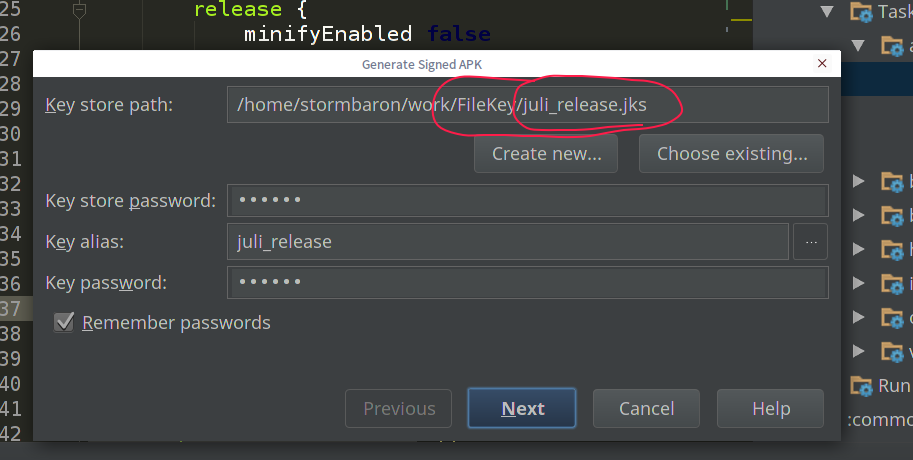 25 release {
26 minifyEnabled false
27 Generate Signed APK
28 Key store path: /home/stormbaron/work/FileKey/juli_release.jks
29
30
31 Create new... Choose existing...
32
33 Key store password: ••••••
34
35 Key alias: juli_release ...
36 Key password: ••••••
37
38 Remember passwords
39
40
41 Previous Next Cancel Help
42
Task
a
b
b
h
i
v
Run
:commo